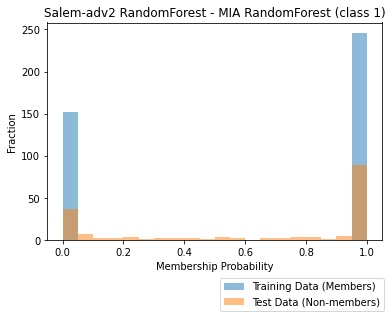 Salem-adv2 RandomForest - MIA RandomForest (class 1)
250
200
150
100
50
0
Fraction
0.0 0.2 0.4 0.6 0.8 1.0
Membership Probability
Training Data (Members)
Test Data (Non-members)